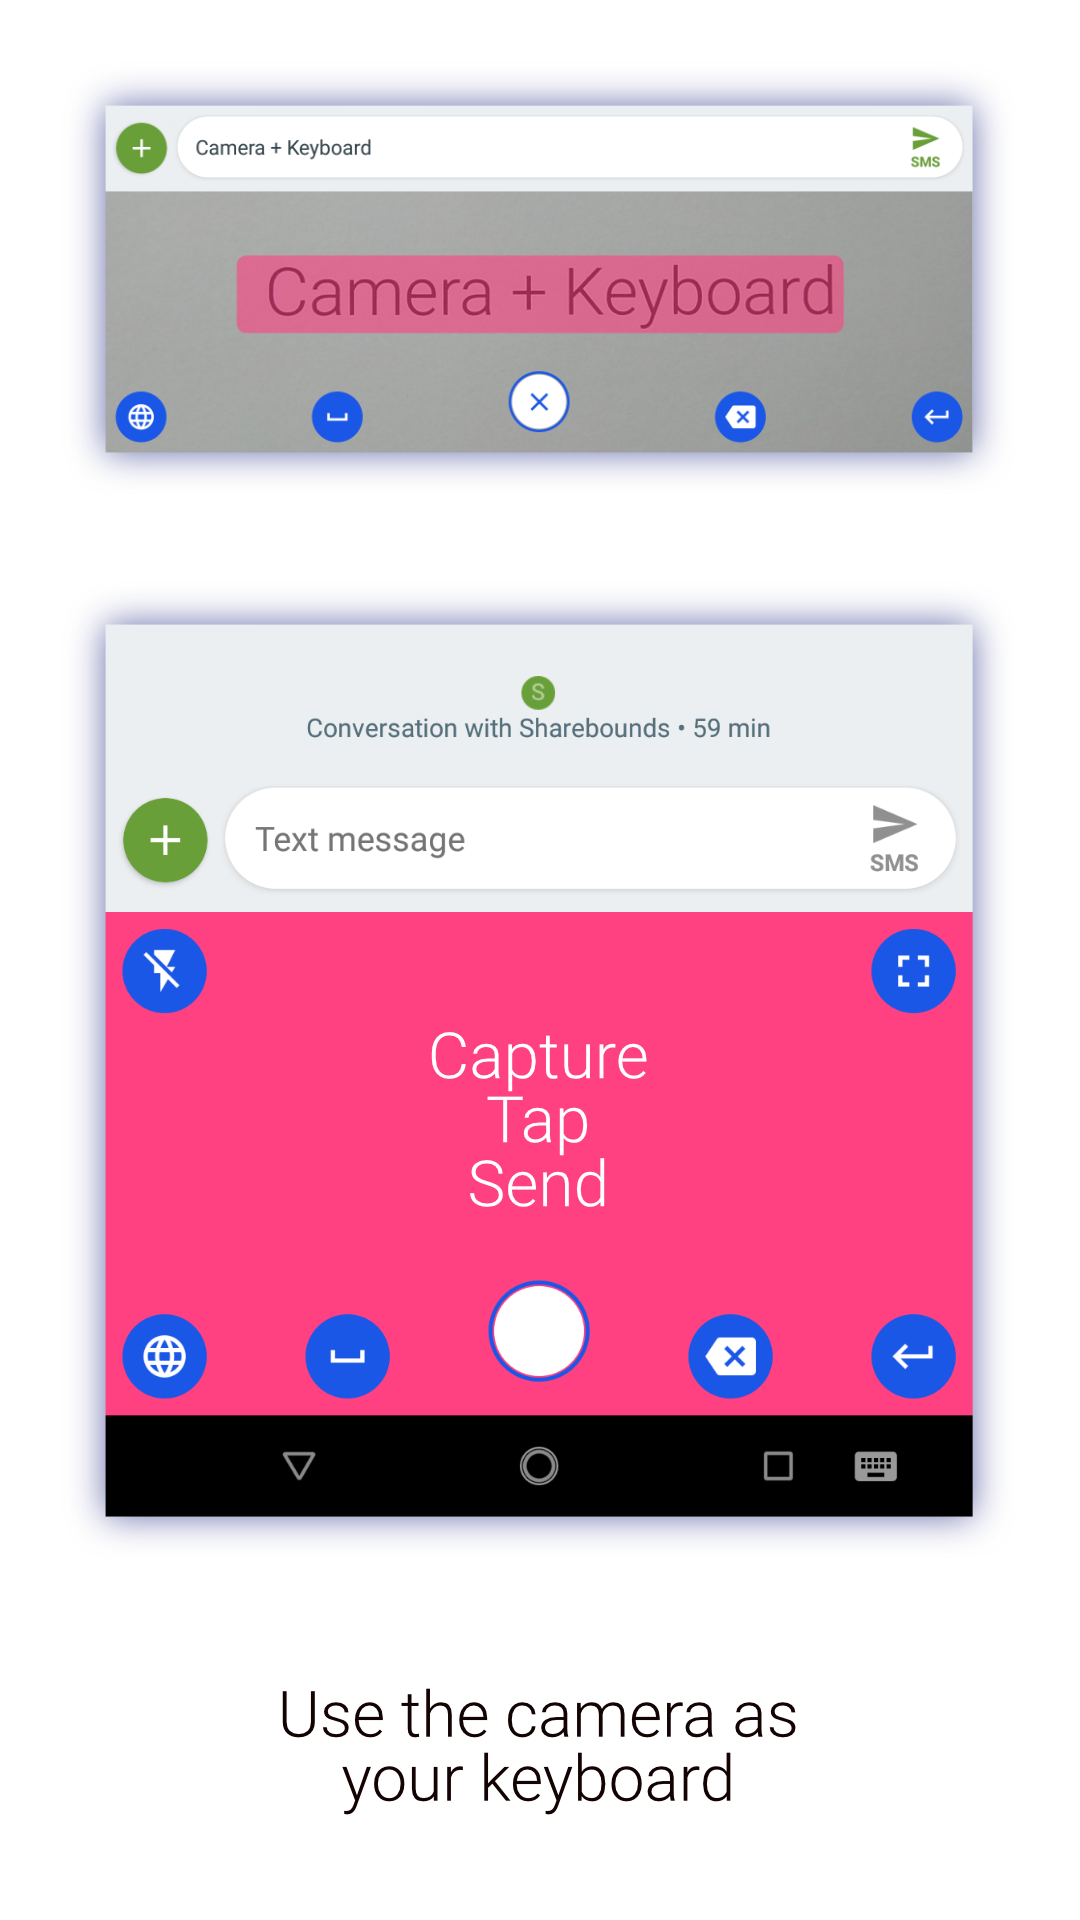 Camera + Keyboard
SMS
Camera + Keyboard
S
Conversation with Sharebounds • 59 min
Text message
SMS
Capture
Tap
Send
Use the camera as
your keyboard